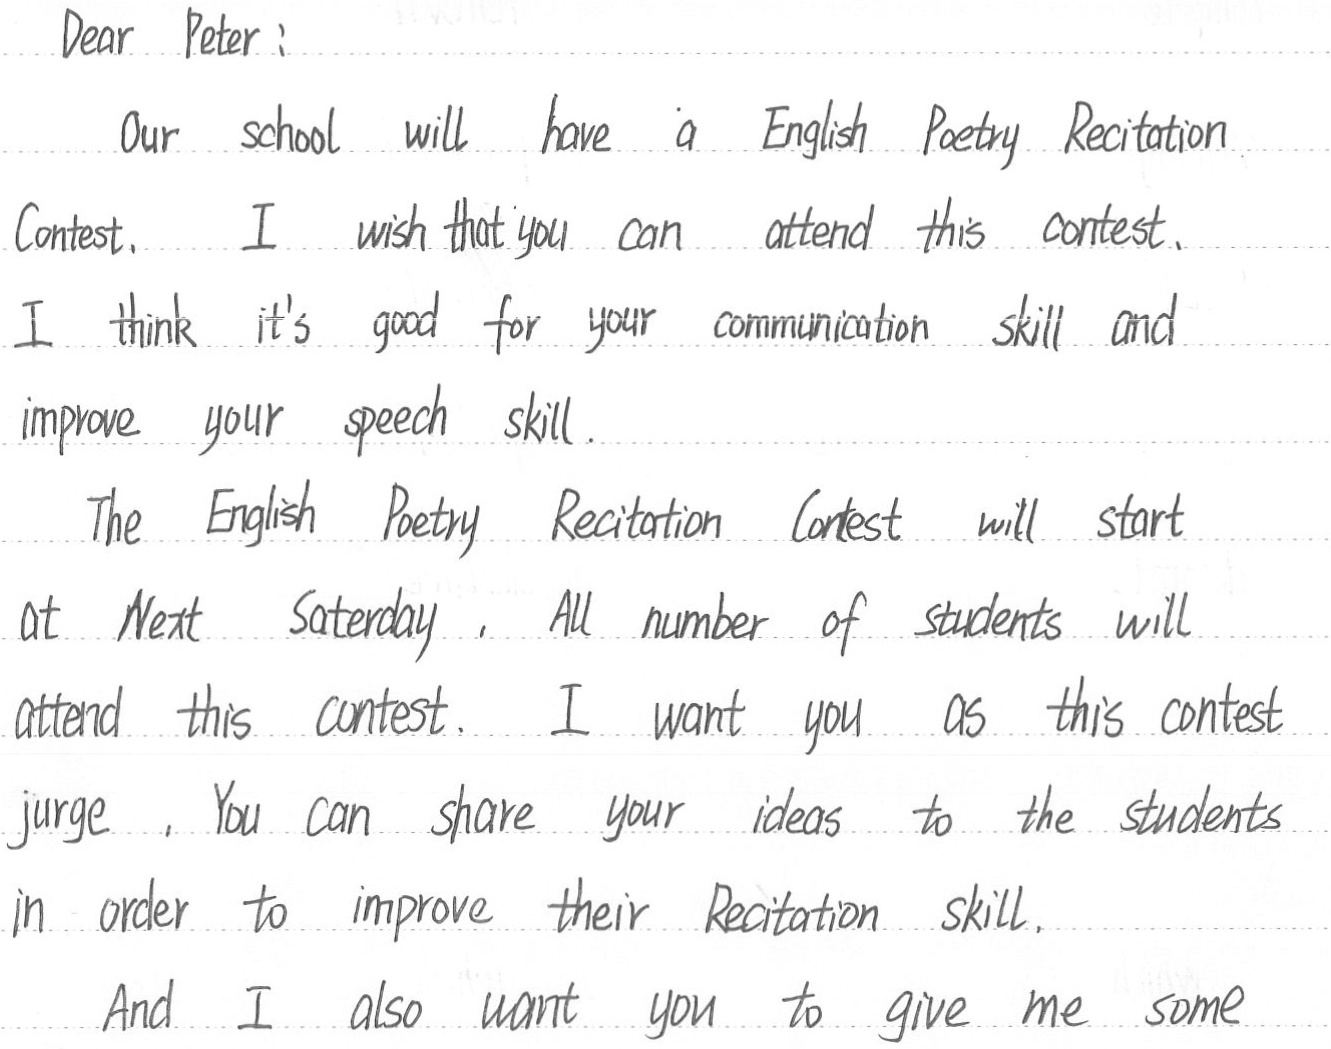 Dear Peter:
Our school will have a English Poetry Recitation
Contest. I wish that you can attend this contest.
I think it's good for your communication skill and
improve your speech skill.
The English Poetry Recitation Contest will start
at Next Saterday. All number of students will
attend this contest. I want you as this contest
jurge. You can share your ideas to the students
in order to improve their Recitation skill.
And I also want you to give me some